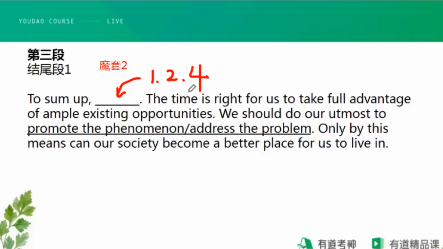 YOUDAO COURSE LIVE
第三段
结尾段1
魔套2
1.2.4
To sum up, ______. The time is right for us to take full advantage
of ample existing opportunities. We should do our utmost to
promote the phenomenon/address the problem. Only by this
means can our society become a better place for us to live in.
有道考神 有道精品课